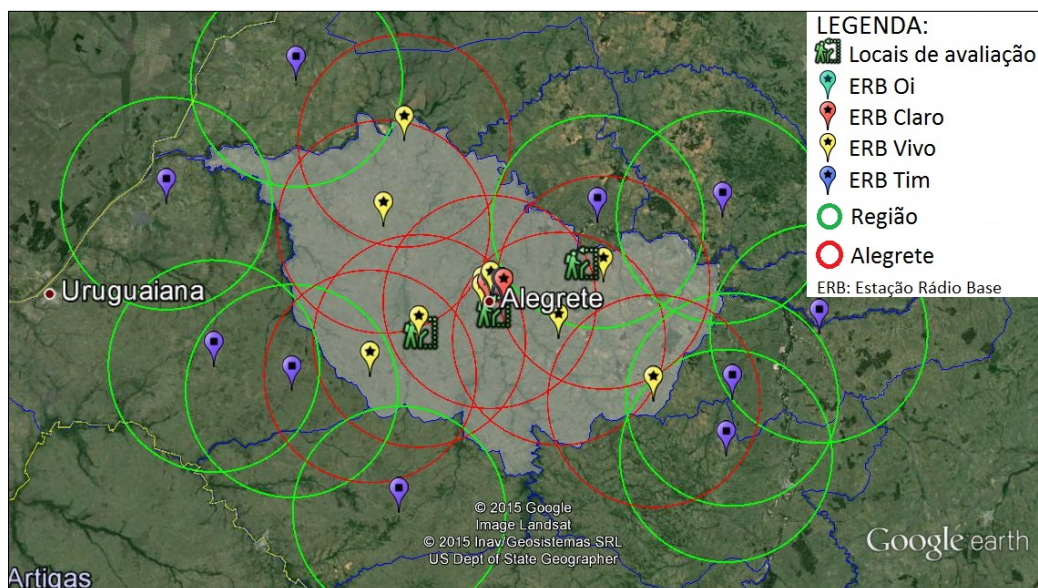 LEGENDA:
Locais de avaliação
ERB Oi
ERB Claro
ERB Vivo
ERB Tim
Região
Alegrete
ERB: Estação Rádio Base
Uruguaiana
Alegrete
© 2015 Google
Image Landsat
© 2015 Inav/Geosistemas SRL
US Dept of State Geographer
Google earth
Artigas